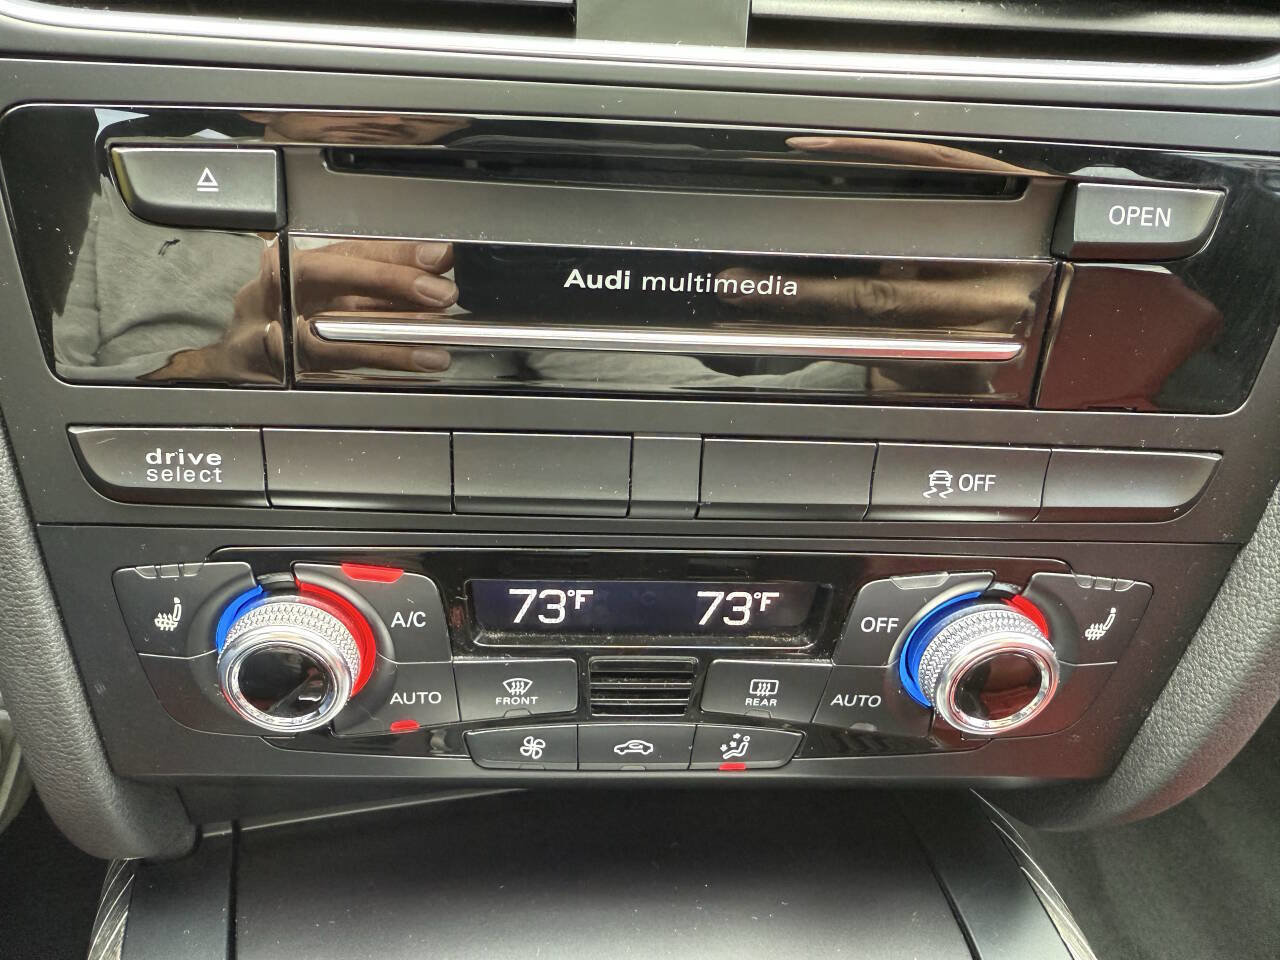 OPEN
Audi multimedia
drive
select
OFF
73°F 73°F
A/C
OFF
AUTO
FRONT
REAR
AUTO